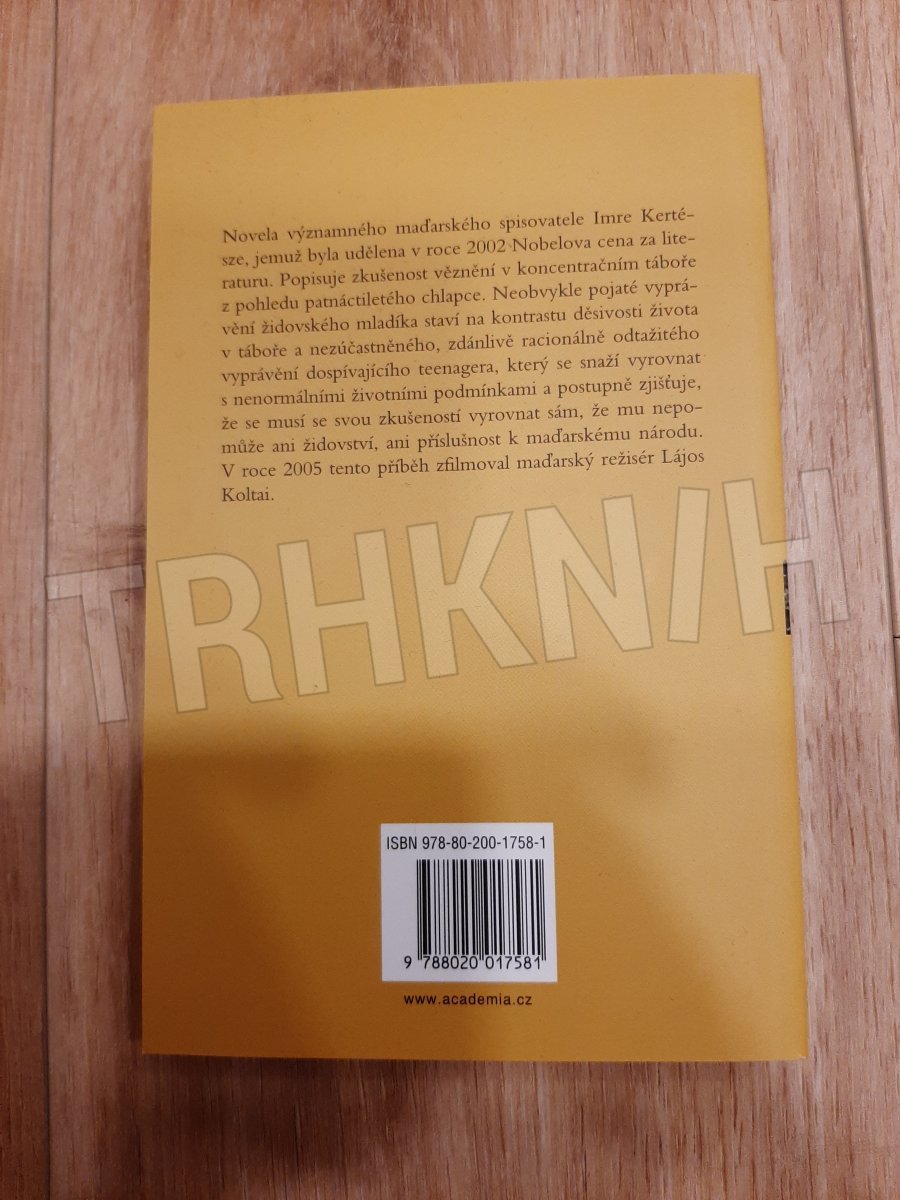 Novela významného maďarského spisovatele Imre Kerté-
sze, jemuž byla udělena v roce 2002 Nobelova cena za lite-
raturu. Popisuje zkušenost věznění v koncentračním táboře
z pohledu patnáctiletého chlapce. Neobvykle pojaté vyprá-
vění židovského mladíka staví na kontrastu děsivosti života
v táboře a nezúčastněného, zdánlivě racionálně odtažitého
vyprávění dospívajícího teenagera, který se snaží vyrovnat
s nenormálními životními podmínkami a postupně zjišťuje,
že se musí se svou zkušeností vyrovnat sám, že mu nepo-
může ani židovství, ani příslušnost k maďarskému národu.
V roce 2005 tento příběh zfilmoval maďarský režisér Lájos
Koltai.
TRHKNIH
ISBN 978-80-200-1758-1
9 788020 017581
www.academia.cz